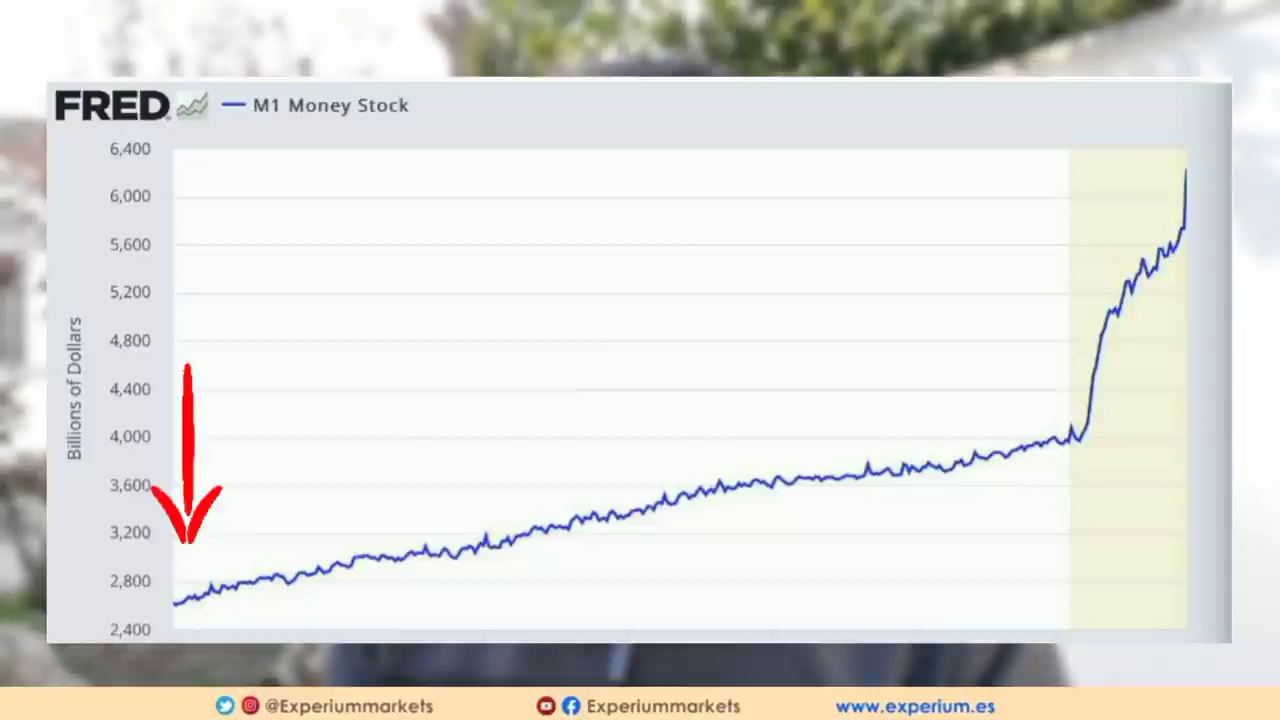 FRED
M1 Money Stock
6,400
6,000
5,600
5,200
4,800
4,400
4,000
3,600
3,200
2,800
2,400
Billions of Dollars
@Experiummarkets
Experiummarkets
www.experium.es